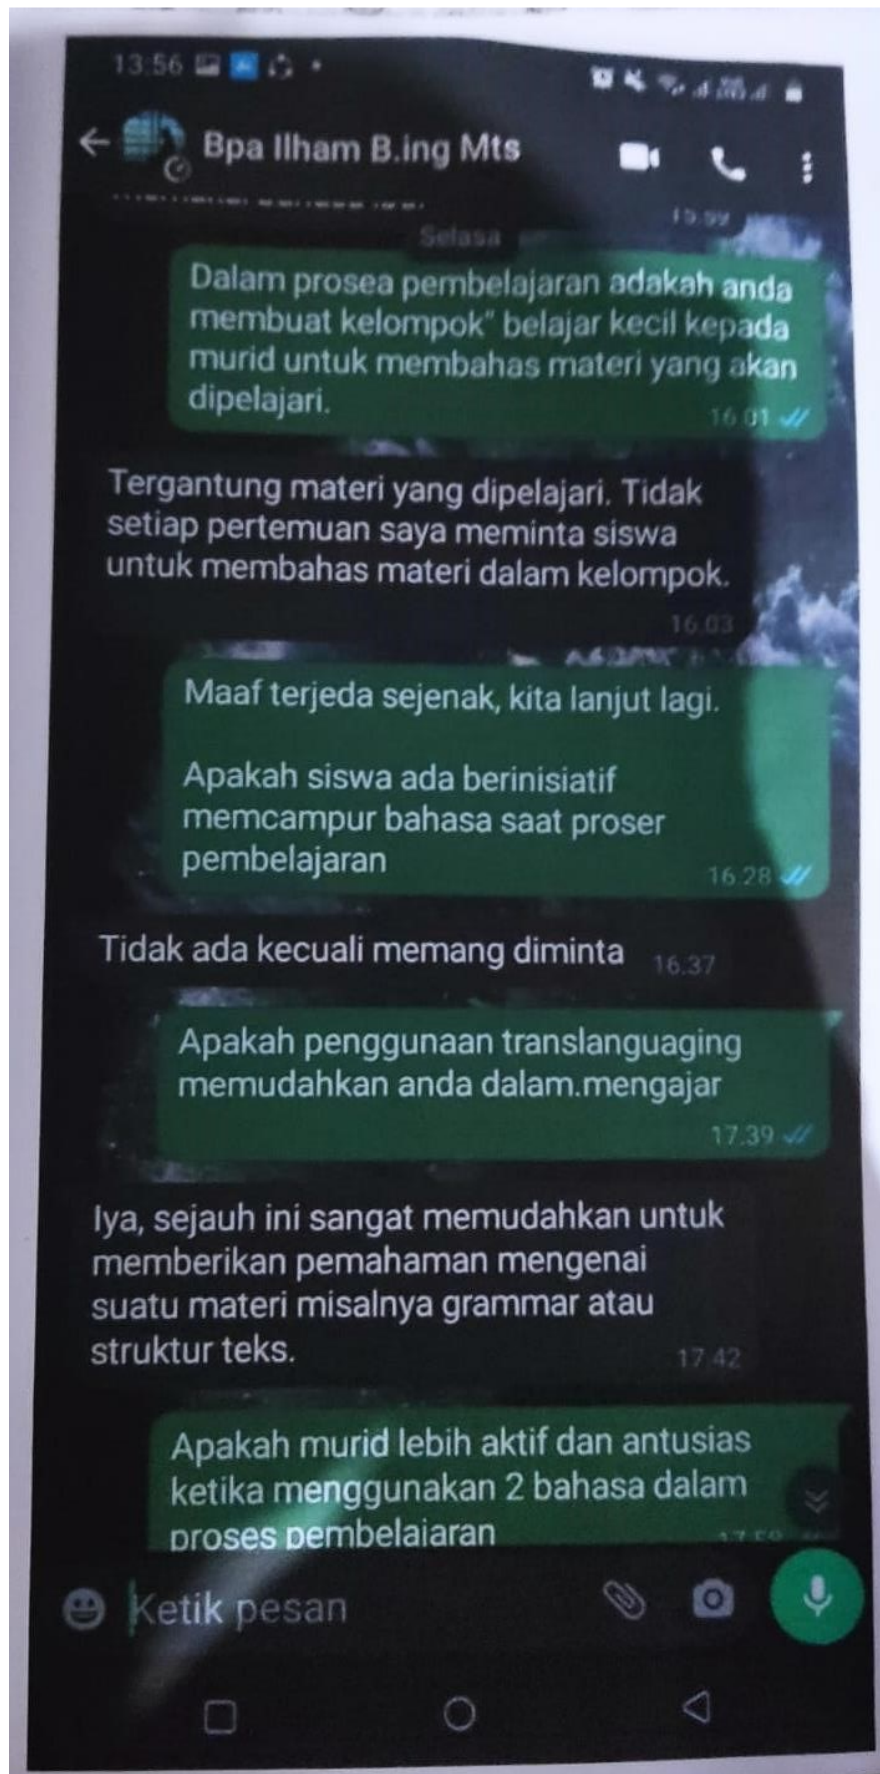 13:56
Bpa Ilham B.ing Mts
Selasa
Dalam prosea pembelajaran adakah anda
membuat kelompok" belajar kecil kepada
murid untuk membahas materi yang akan
dipelajari.
16.01
Tergantung materi yang dipelajari. Tidak
setiap pertemuan saya meminta siswa
untuk membahas materi dalam kelompok.
16.03
Maaf terjeda sejenak, kita lanjut lagi.
Apakah siswa ada berinisiatif
memcampur bahasa saat proser
pembelajaran
16.28
Tidak ada kecuali memang diminta 16.37
Apakah penggunaan translanguaging
memudahkan anda dalam.mengajar
17.39
Iya, sejauh ini sangat memudahkan untuk
memberikan pemahaman mengenai
suatu materi misalnya grammar atau
struktur teks.
17.42
Apakah murid lebih aktif dan antusias
ketika menggunakan 2 bahasa dalam
proses pembelajaran
Ketik pesan